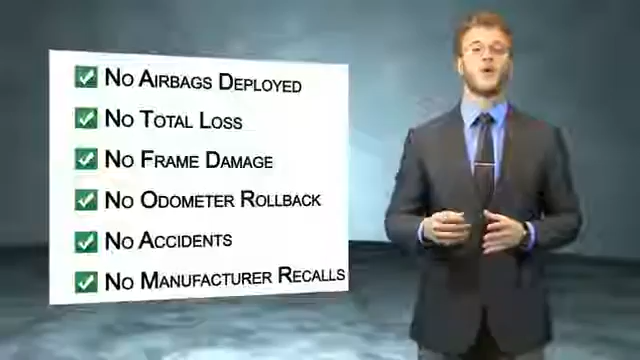 No Airbags Deployed
No Total Loss
No Frame Damage
No Odometer Rollback
No Accidents
No Manufacturer Recalls